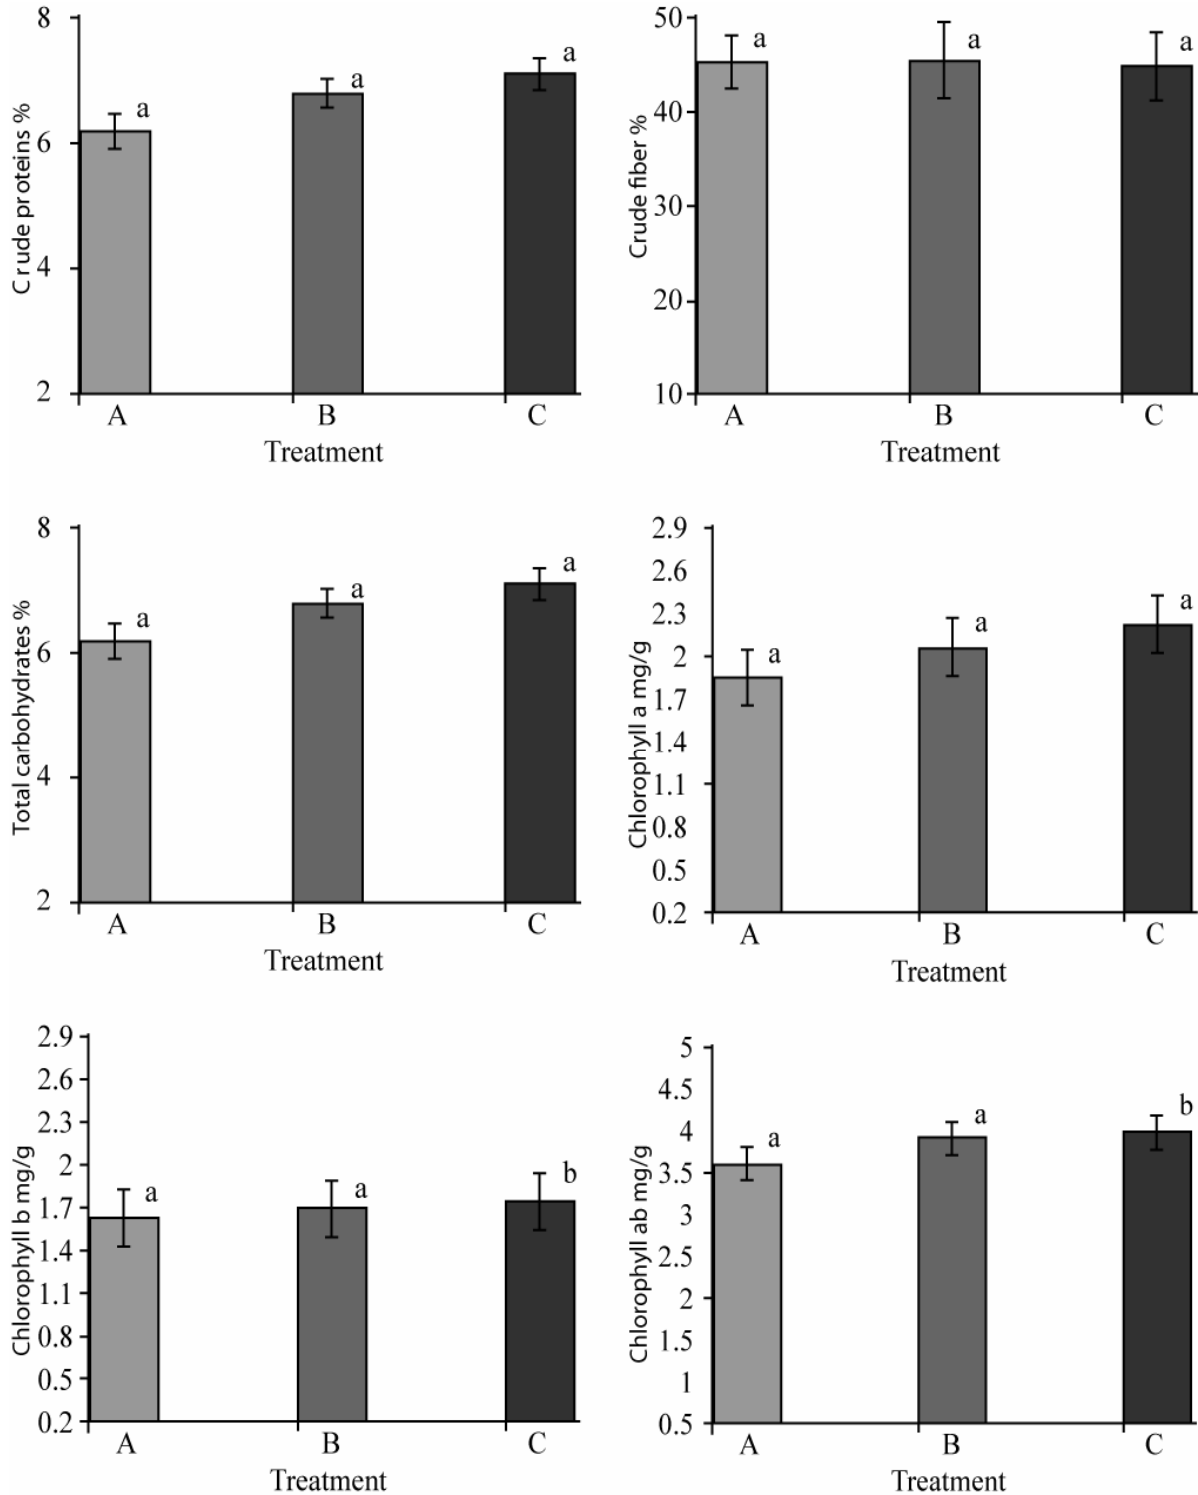 8
6
4
2
Crude proteins %
a
a
a
A
B
C
Treatment
50
40
30
20
10
Crude fiber %
a
a
a
A
B
C
Treatment
8
6
4
2
Total carbohydrates %
a
a
a
A
B
C
Treatment
2.9
2.6
2.3
2
1.7
1.4
1.1
0.8
0.5
0.2
Chlorophyll a mg/g
a
a
a
A
B
C
Treatment
2.9
2.6
2.3
2
1.7
1.4
1.1
0.8
0.5
0.2
Chlorophyll b mg/g
a
a
b
A
B
C
Treatment
5
4.5
4
3.5
3
2.5
2
1.5
1
0.5
Chlorophyll ab mg/g
a
a
b
A
B
C
Treatment